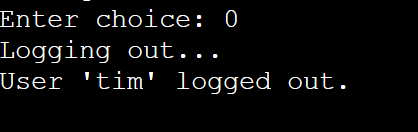 Enter choice: 0
Logging out...
User 'tim' logged out.